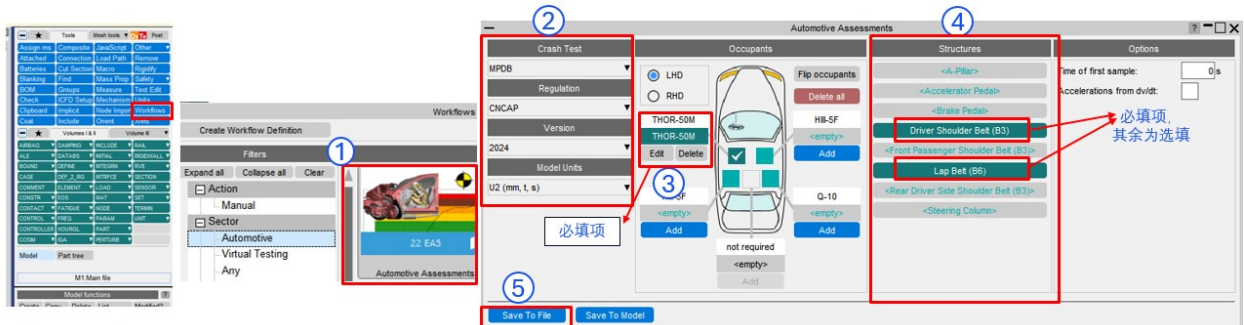 Tools
Mesh tools
Post
Assign ms Composite JavaScript Other
Attached Connection Load Path Remove
Batteries Cut Section Macro Rigidify
Blanking Find Mass Prop Safety
BOM Groups Measure Text Edit
Check ICFD Setup Mechanism Units
Clipboard Implicit Node Impor Workflows
Coat Include Orient
Volumes I & II Volume III
AIRBAG DAMPING INCLUDE RAIL
ALE DATABS INITIAL RIGIDWALL
BOUND DEFINE INTEGRN RVE
CASE DEF_2_RG INTRFCE SECTION
COMMENT ELEMENT LOAD SENSOR
CONSTR EOS MAT SET
CONTACT FATIGUE NODE TERMIN
CONTROL FREQ PARAM UNIT
CONTROLLER HOURGL PART
COSIM IGA PERTURB
Model Part tree
M1:Main file
Model functions ?
Workflows
Create Workflow Definition
Filters
Expand all Collapse all Clear
Action
Manual
Sector
Automotive
Virtual Testing
Any
①
22 EA5
Automotive Assessments
Automotive Assessments ?
②
Crash Test
MPDB
Regulation
CNCAP
Version
2024
Model Units
U2 (mm, t, s)
Occupants
LHD
RHD
Flip occupants
Delete all
THOR-50M
THOR-50M
Edit Delete
③
必填项
HIII-5F
<empty>
Add
<empty>
Add
Q-10
<empty>
Add
not required
<empty>
Add
④
Structures
<A-Pillar>
<Accelerator Pedal>
<Brake Pedal>
Driver Shoulder Belt (B3)
<Front Passenger Shoulder Belt (B3)>
Lap Belt (B6)
<Rear Driver Side Shoulder Belt (B3)>
<Steering Column>
Options
Time of first sample: 0 s
Accelerations from dv/dt:
必填项,
其余为选填
⑤
Save To File Save To Model